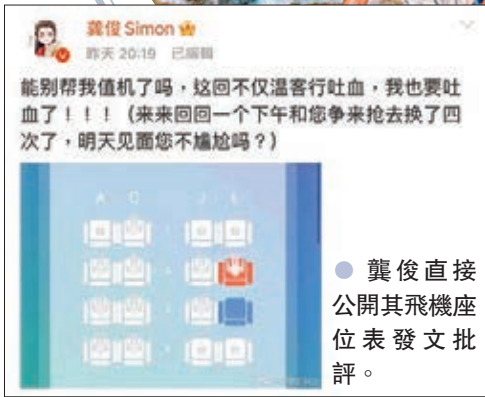 龔俊 Simon
昨天 20:19 已编辑
能别帮我值机了吗，这回不仅温客行吐血，我也要吐
血了！！！（来来回回一个下午和您争来抢去换了四
次了，明天见面您不尴尬吗？）
A C J L
● 龔俊直接
公開其飛機座
位表發文批
評。